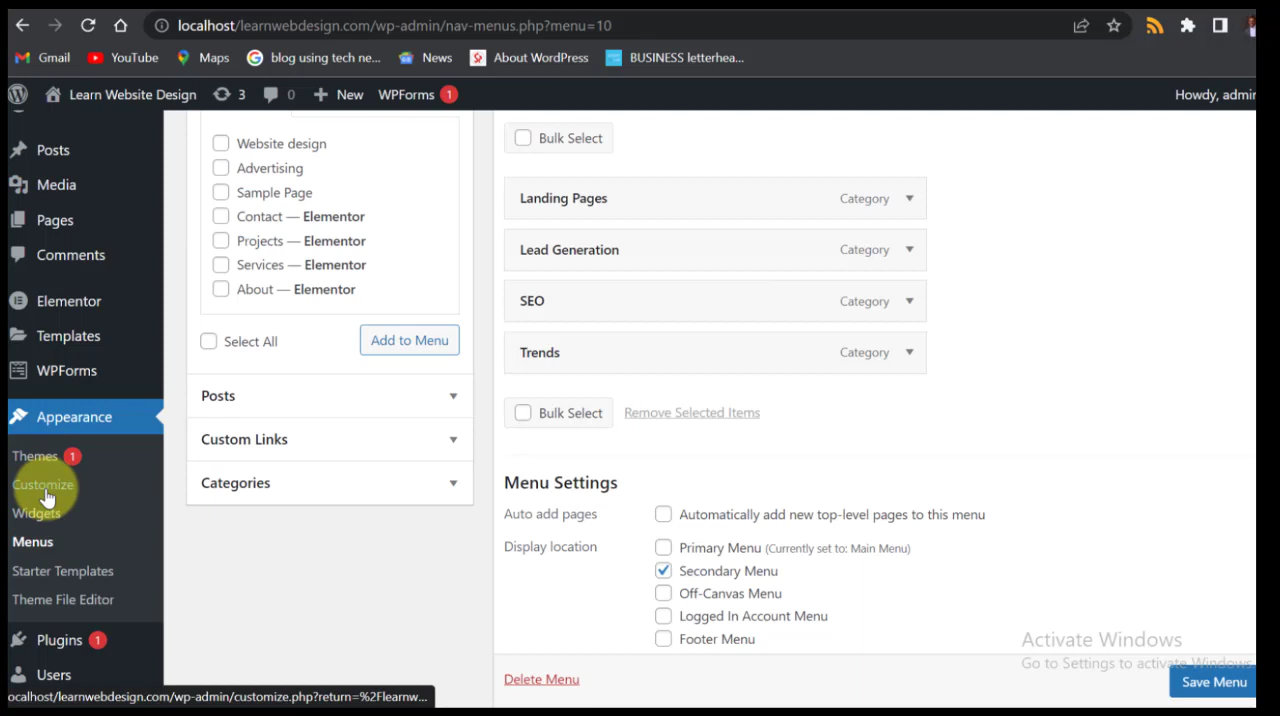 localhost/learnwebdesign.com/wp-admin/nav-menus.php?menu=10
Gmail YouTube Maps blog using tech ne... News About WordPress BUSINESS letterhea...
Learn Website Design 3 0 New WPForms 1 Howdy, admin
Posts
Media
Pages
Comments
Elementor
Templates
WPForms
Appearance
Themes 1
Customize
Widgets
Menus
Starter Templates
Theme File Editor
Plugins 1
Users
Website design
Advertising
Sample Page
Contact — Elementor
Projects — Elementor
Services — Elementor
About — Elementor
Select All Add to Menu
Posts
Custom Links
Categories
Bulk Select
Landing Pages Category
Lead Generation Category
SEO Category
Trends Category
Bulk Select Remove Selected Items
Menu Settings
Auto add pages Automatically add new top-level pages to this menu
Display location Primary Menu (Currently set to: Main Menu)
Secondary Menu
Off-Canvas Menu
Logged In Account Menu
Footer Menu
Activate Windows
Go to Settings to activate Windows.
Delete Menu Save Menu
ocalhost/learnwebdesign.com/wp-admin/customize.php?return=%2Flearnw...